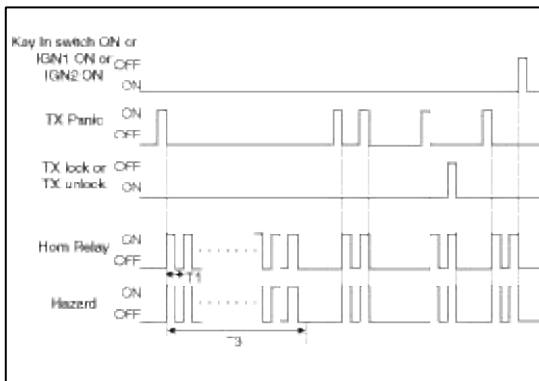 Key In switch ON or
IGN1 ON or
IGN2 ON
OFF
ON
TX Panic
ON
OFF
TX lock or
TX unlock
OFF
ON
Horn Relay
ON
OFF
T1
Hazard
ON
OFF
T3